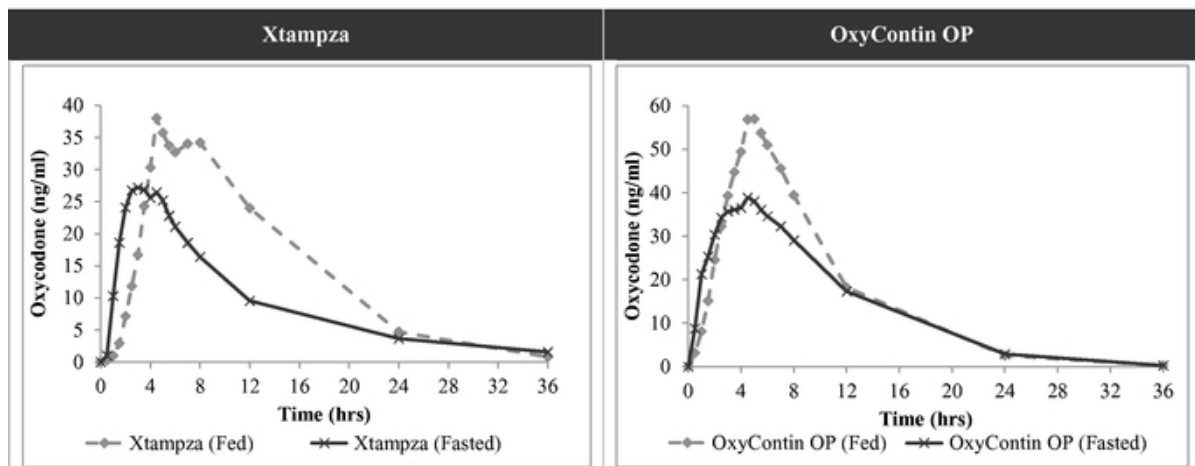 Xtampza
OxyContin OP
Oxycodone (ng/ml)
40
35
30
25
20
15
10
5
0
0 4 8 12 16 20 24 28 32 36
Time (hrs)
Xtampza (Fed) Xtampza (Fasted)
Oxycodone (ng/ml)
60
50
40
30
20
10
0
0 4 8 12 16 20 24 28 32 36
Time (hrs)
OxyContin OP (Fed) OxyContin OP (Fasted)